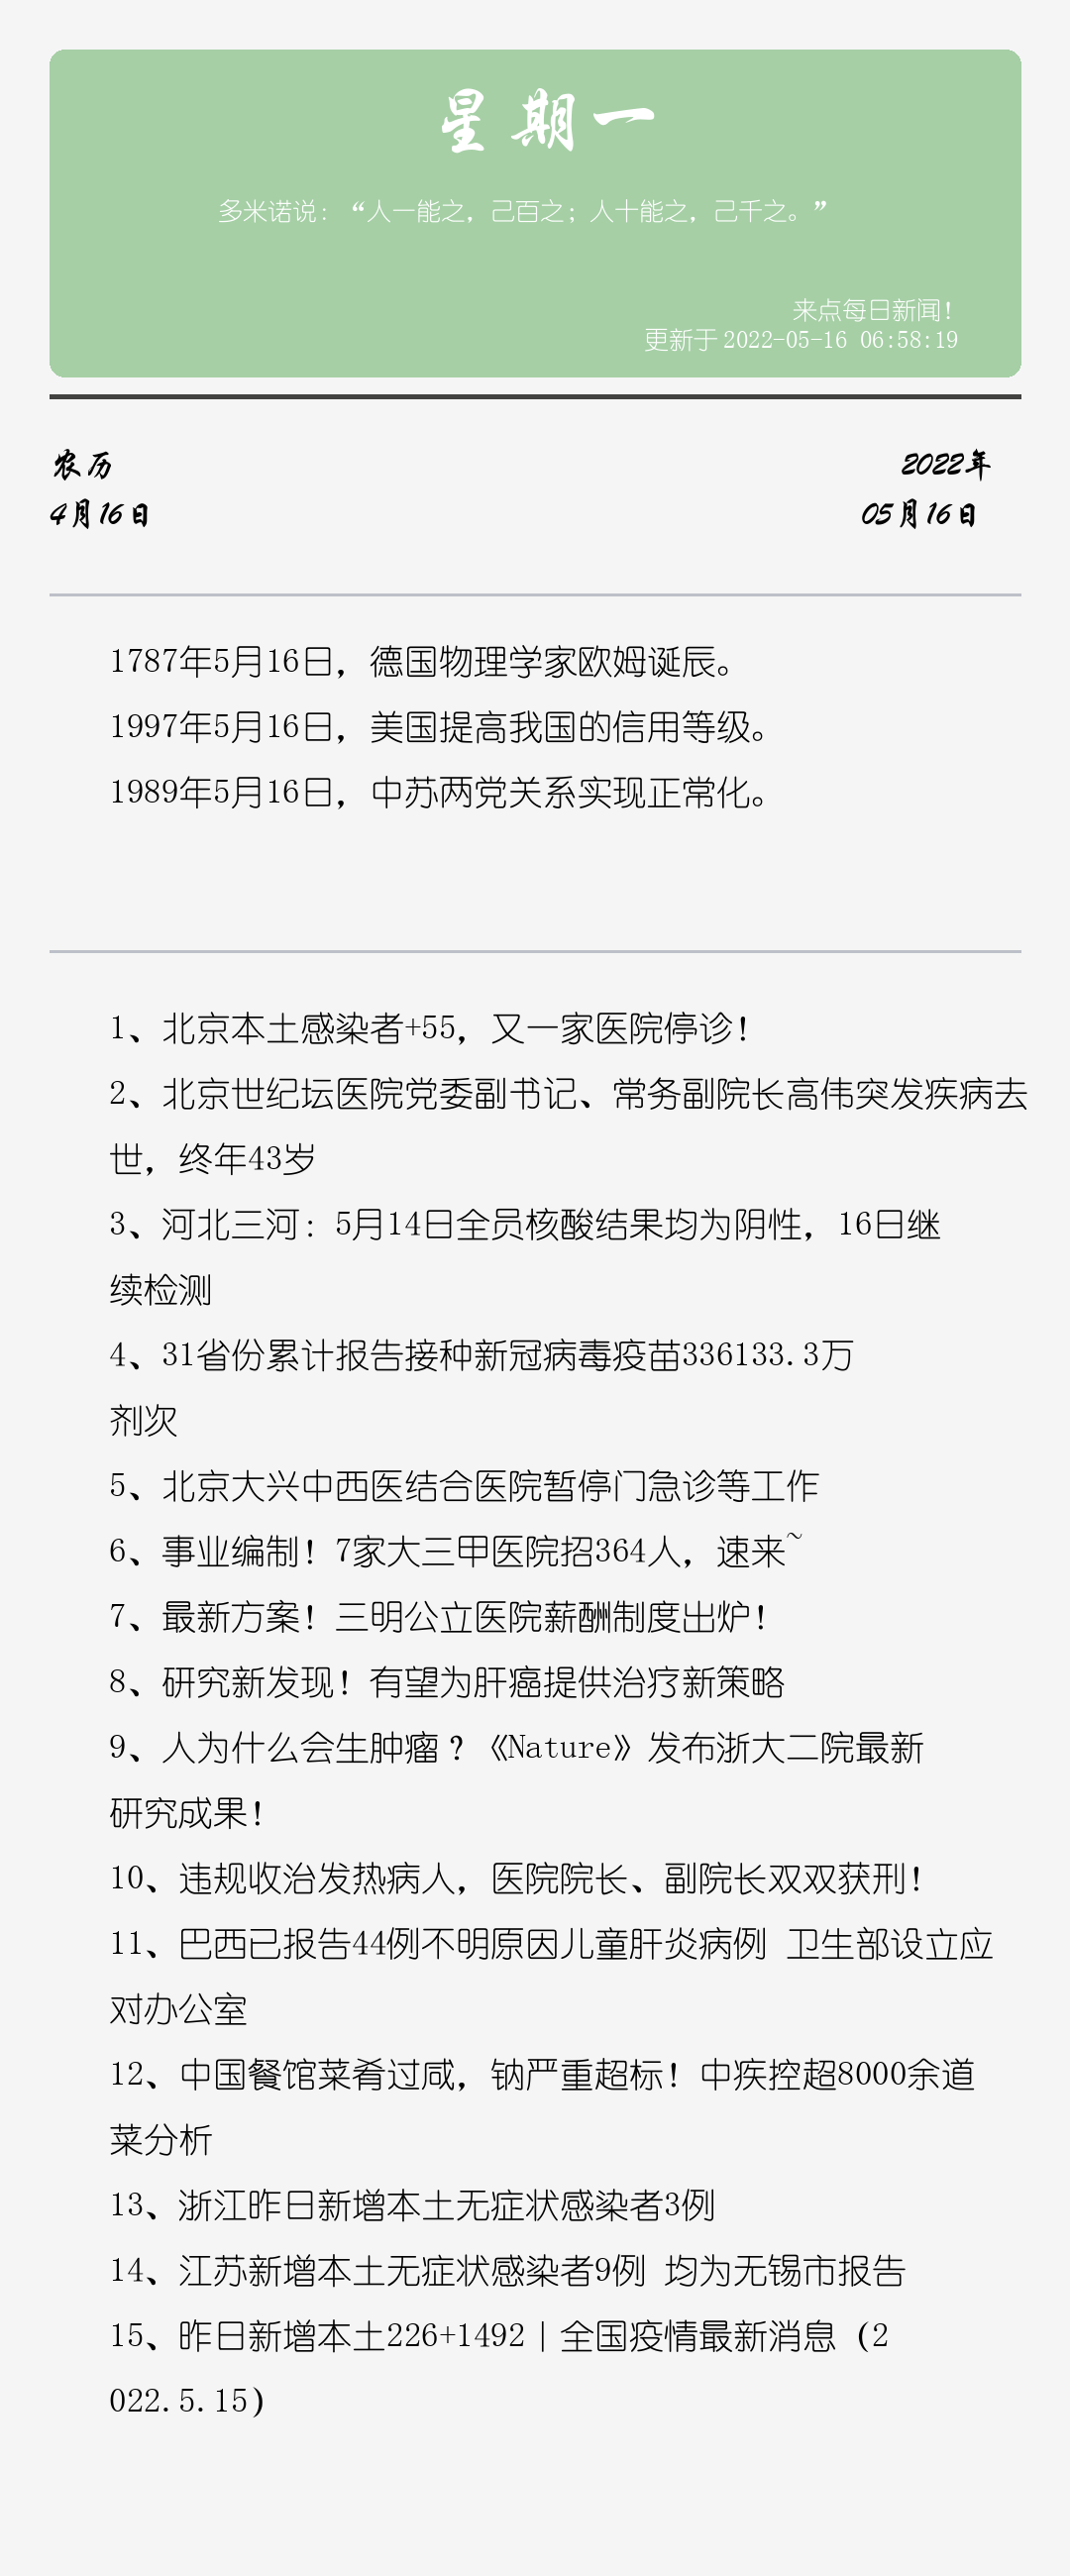 星期一
多米诺说：“人一能之，己百之；人十能之，己千之。”
来点每日新闻！
更新于 2022-05-16 06:58:19
农历
2022年
4月16日
05月16日
1787年5月16日，德国物理学家欧姆诞辰。
1997年5月16日，美国提高我国的信用等级。
1989年5月16日，中苏两党关系实现正常化。
1、北京本土感染者+55，又一家医院停诊！
2、北京世纪坛医院党委副书记、常务副院长高伟突发疾病去
世，终年43岁
3、河北三河：5月14日全员核酸结果均为阴性，16日继
续检测
4、31省份累计报告接种新冠病毒疫苗336133.3万
剂次
5、北京大兴中西医结合医院暂停门急诊等工作
6、事业编制！7家大三甲医院招364人，速来~
7、最新方案！三明公立医院薪酬制度出炉！
8、研究新发现！有望为肝癌提供治疗新策略
9、人为什么会生肿瘤？《Nature》发布浙大二院最新
研究成果！
10、违规收治发热病人，医院院长、副院长双双获刑！
11、巴西已报告44例不明原因儿童肝炎病例 卫生部设立应
对办公室
12、中国餐馆菜肴过咸，钠严重超标！中疾控超8000余道
菜分析
13、浙江昨日新增本土无症状感染者3例
14、江苏新增本土无症状感染者9例 均为无锡市报告
15、昨日新增本土226+1492｜全国疫情最新消息（2
022.5.15）